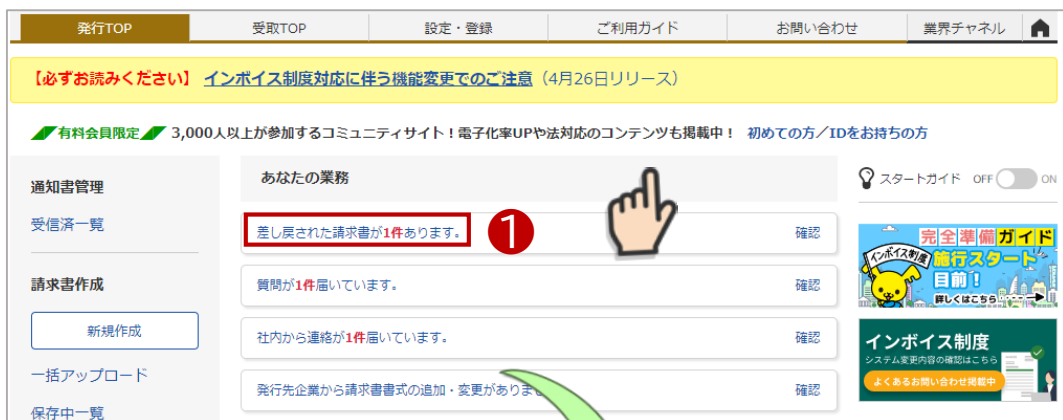 発行TOP
受取TOP
設定・登録
ご利用ガイド
お問い合わせ
業界チャネル
【必ずお読みください】 インボイス制度対応に伴う機能変更でのご注意（4月26日リリース）
有料会員限定 3,000人以上が参加するコミュニティサイト！電子化率UPや法対応のコンテンツも掲載中！ 初めての方／IDをお持ちの方
通知書管理
受信済一覧
請求書作成
新規作成
一括アップロード
保存中一覧
あなたの業務
差し戻された請求書が1件あります。
1
確認
質問が1件届いています。
確認
社内から連絡が1件届いています。
確認
発行先企業から請求書書式の追加・変更がありま
確認
スタートガイド OFF ON
完全準備ガイド
インボイス制度
施行スタート
目前！
詳しくはこちら
インボイス制度
システム変更内容の確認はこちら
よくあるお問い合わせ掲載中